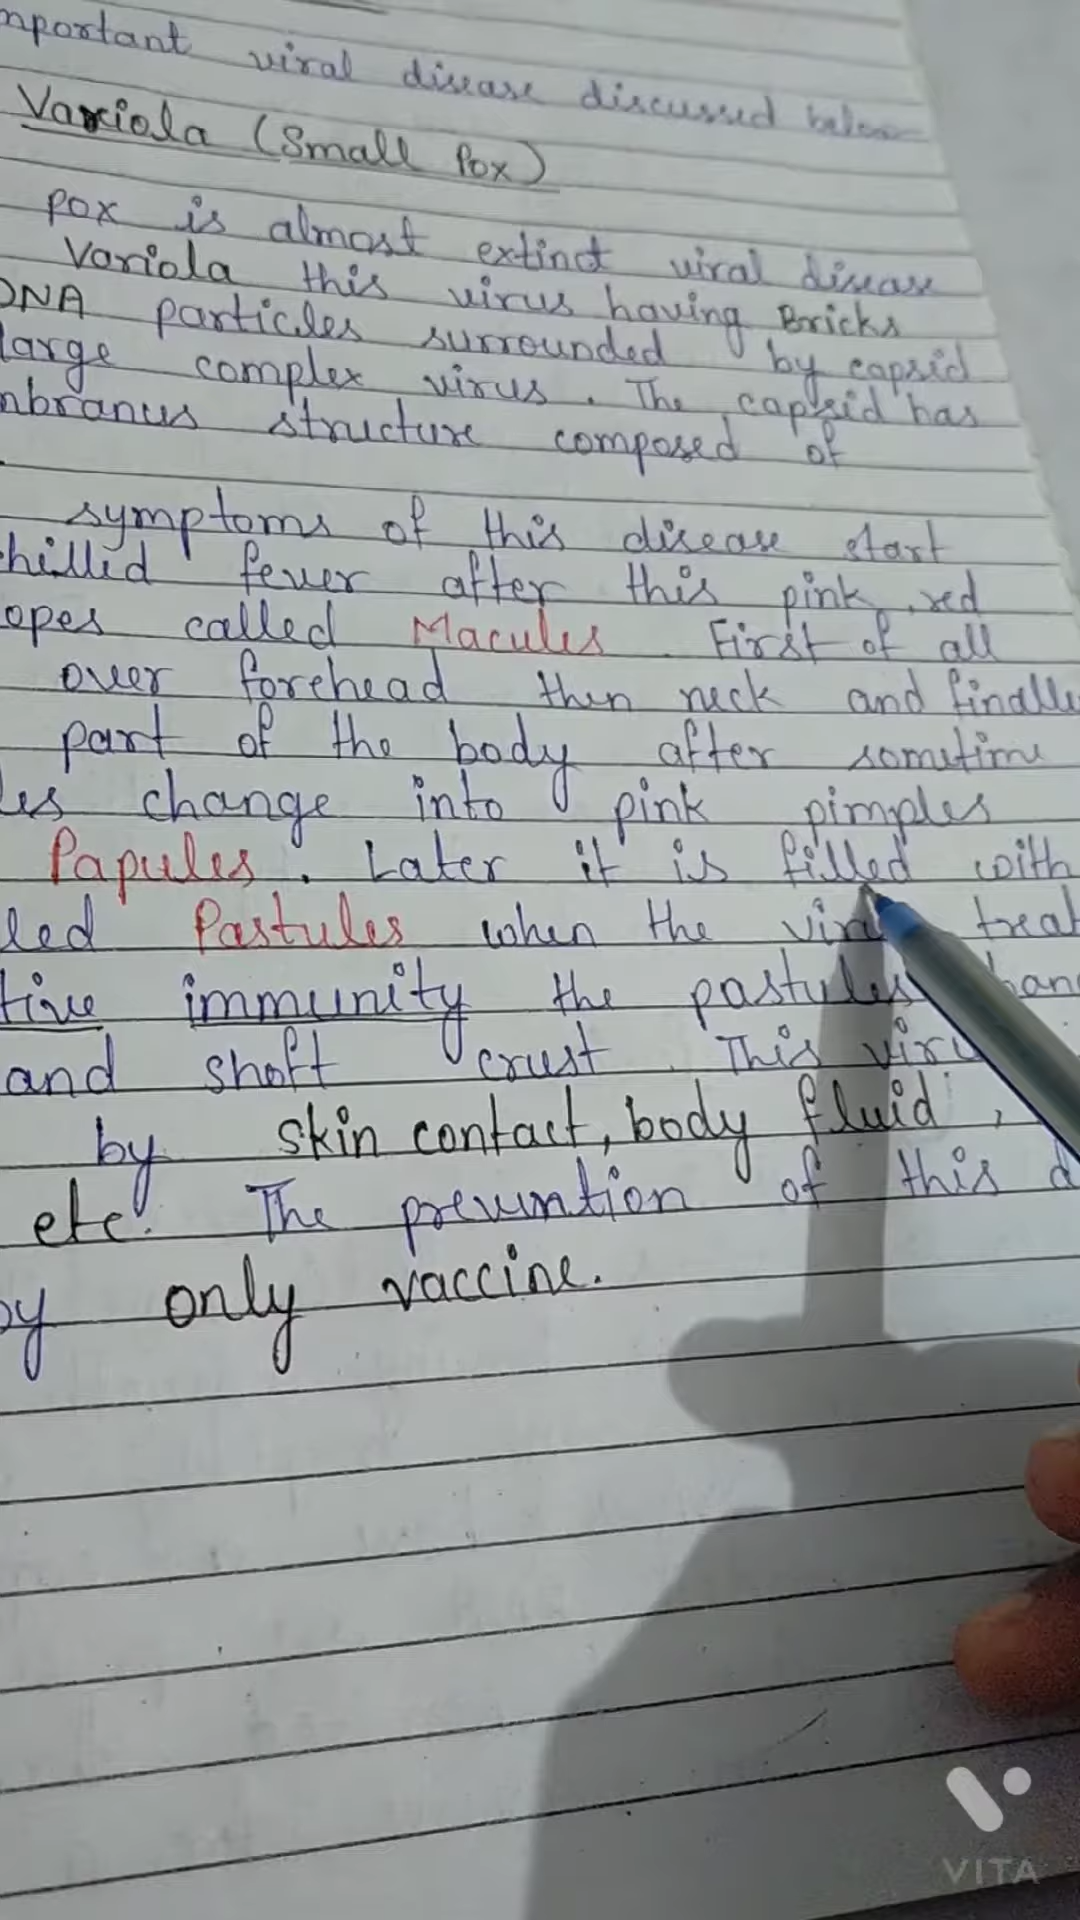 mportant viral disease discussed below
Variola (Small Pox)
pox is almost extinct viral disease
Variola this virus having Bricks
DNA particles surrounded by capsid
large complex virus. The capsid has
mbranus structure composed of
symptoms of this disease start
hilled fever after this pink, red
opes called Macules. First of all
over forehead then neck and finally
part of the body after sometime
les change into pink pimples
Papules. Later it is filled with
led Pastules when the viru treat
tive immunity the pastules hang
and shoft crust. This viru
by skin contact, body fluid,
etc. The prevention of this d
by only vaccine.
VITA